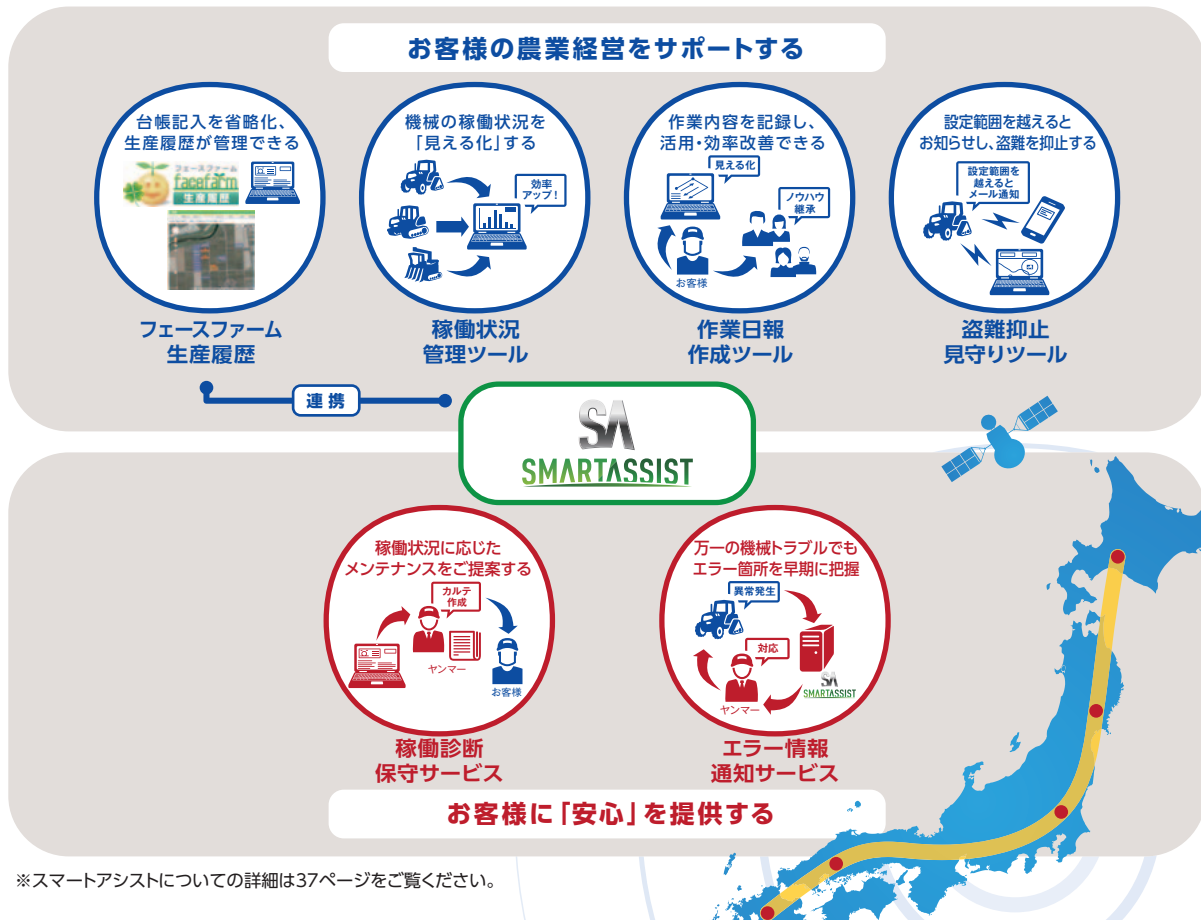 お客様の農業経営をサポートする
台帳記入を省略化、
生産履歴が管理できる
フェースファーム
facefarm
生産履歴
フェースファーム
生産履歴
機械の稼働状況を
「見える化」する
効率
アップ!
稼働状況
管理ツール
作業内容を記録し、
活用・効率改善できる
見える化
ノウハウ
継承
お客様
作業日報
作成ツール
設定範囲を越えると
お知らせし、盗難を抑止する
設定範囲を
越えると
メール通知
盗難抑止
見守りツール
連携
SA
SMARTASSIST
稼働状況に応じた
メンテナンスをご提案する
カルテ
作成
ヤンマー
お客様
稼働診断
保守サービス
万一の機械トラブルでも
エラー箇所を早期に把握
異常発生
対応
ヤンマー
SA
SMARTASSIST
エラー情報
通知サービス
お客様に「安心」を提供する
※スマートアシストについての詳細は37ページをご覧ください。